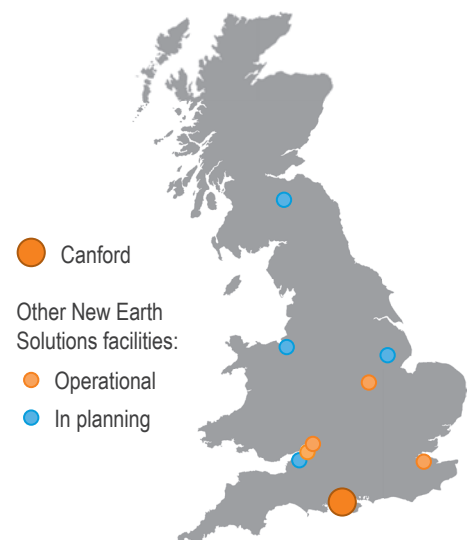 Canford
Other New Earth
Solutions facilities:
Operational
In planning